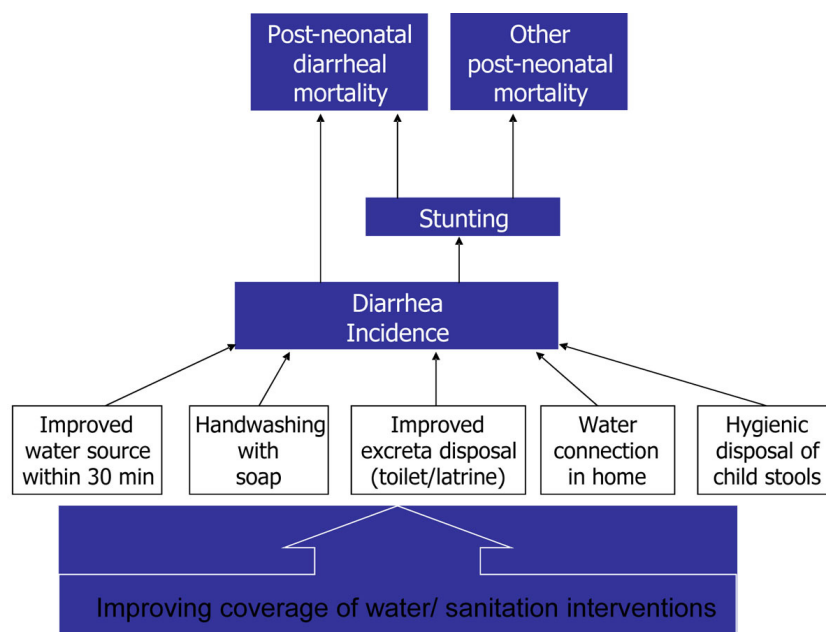 Post-neonatal
diarrheal
mortality
Other
post-neonatal
mortality
Stunting
Diarrhea
Incidence
Improved
water source
within 30 min
Handwashing
with
soap
Improved
excreta disposal
(toilet/latrine)
Water
connection
in home
Hygienic
disposal of
child stools
Improving coverage of water/ sanitation interventions